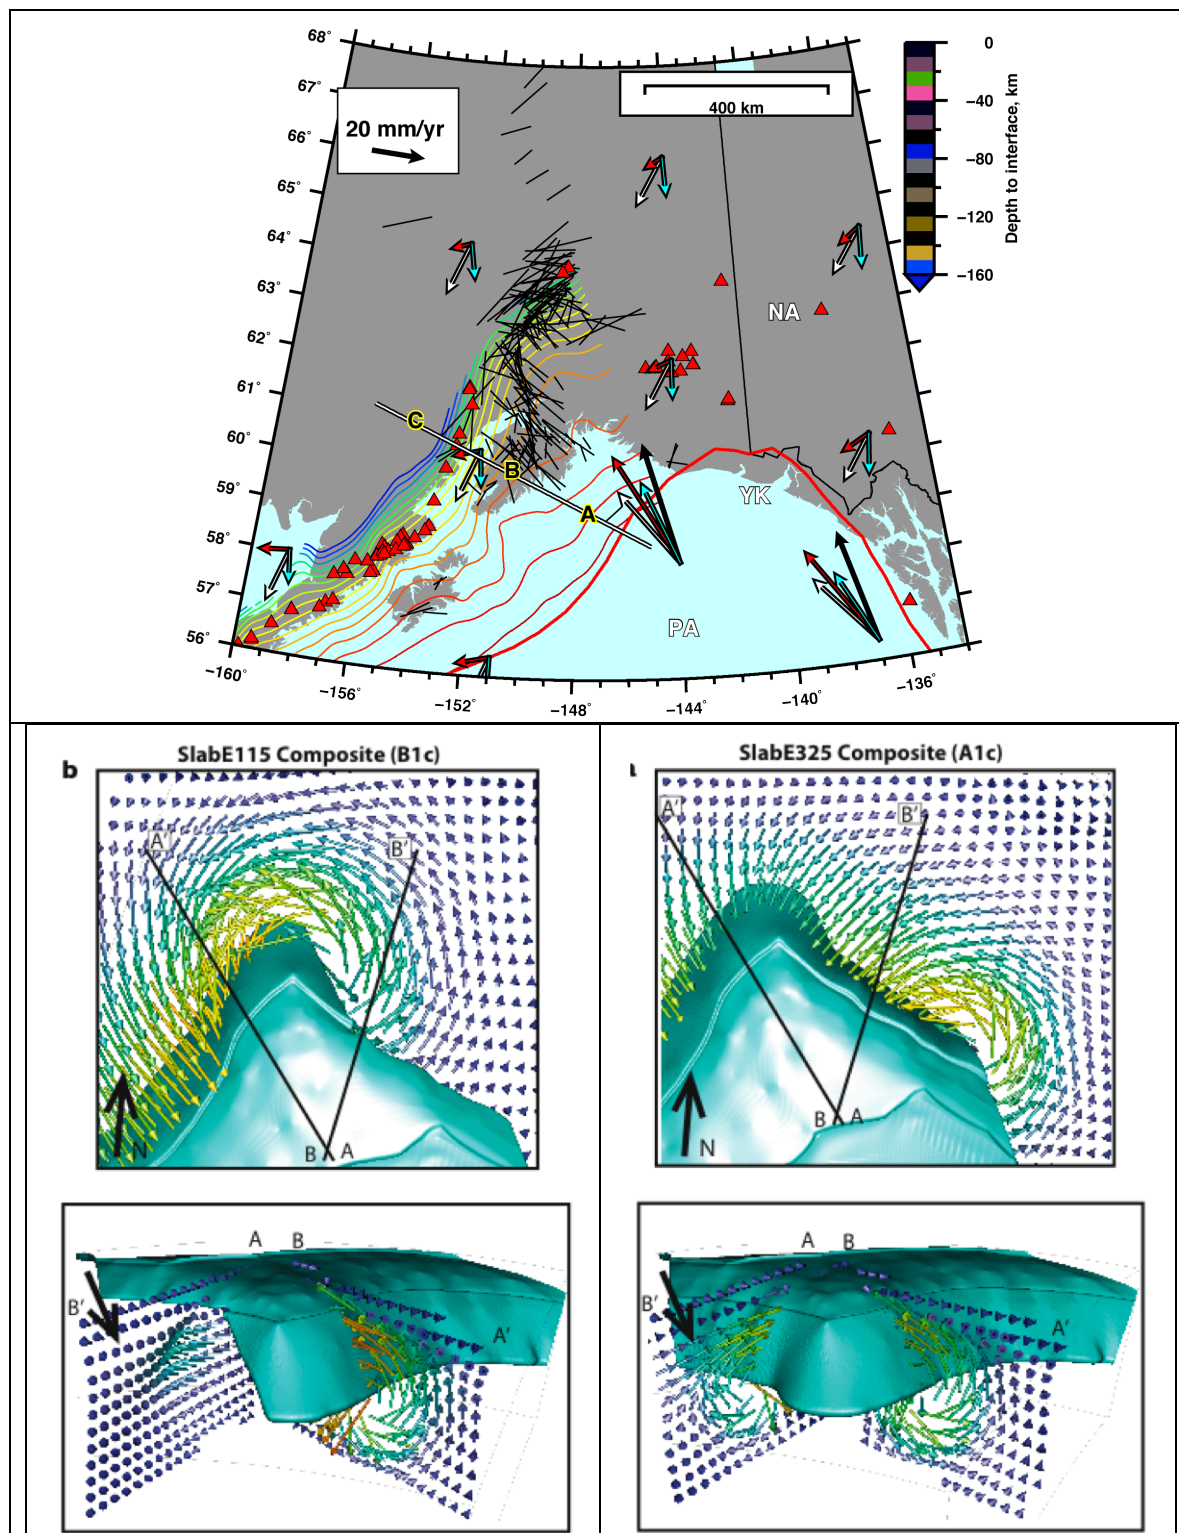 68°
67°
66°
65°
64°
63°
62°
61°
60°
59°
58°
57°
56°
−160°
−156°
−152°
−148°
−144°
−140°
−136°
20 mm/yr
400 km
0
−40
−80
−120
−160
Depth to interface, km
NA
C
B
A
YK
PA
b
SlabE115 Composite (B1c)
A'
B'
B
A
N
A
B
B'
A'
SlabE325 Composite (A1c)
A'
B'
B
A
N
A
B
B'
A'